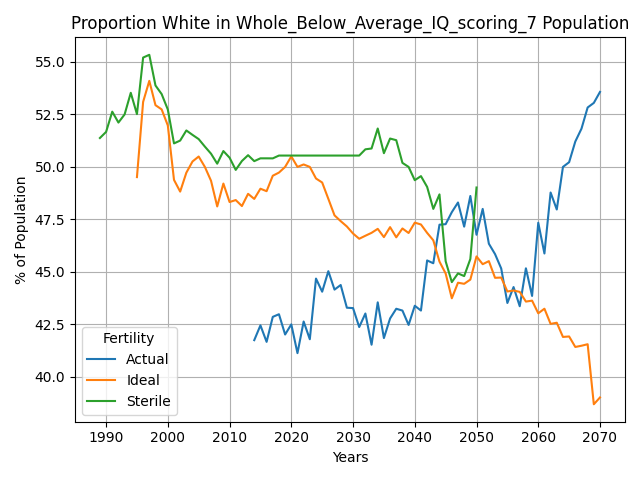 Proportion White in Whole_Below_Average_IQ_scoring_7 Population
% of Population
55.0
52.5
50.0
47.5
45.0
42.5
40.0
Fertility
Actual
Ideal
Sterile
1990 2000 2010 2020 2030 2040 2050 2060 2070
Years